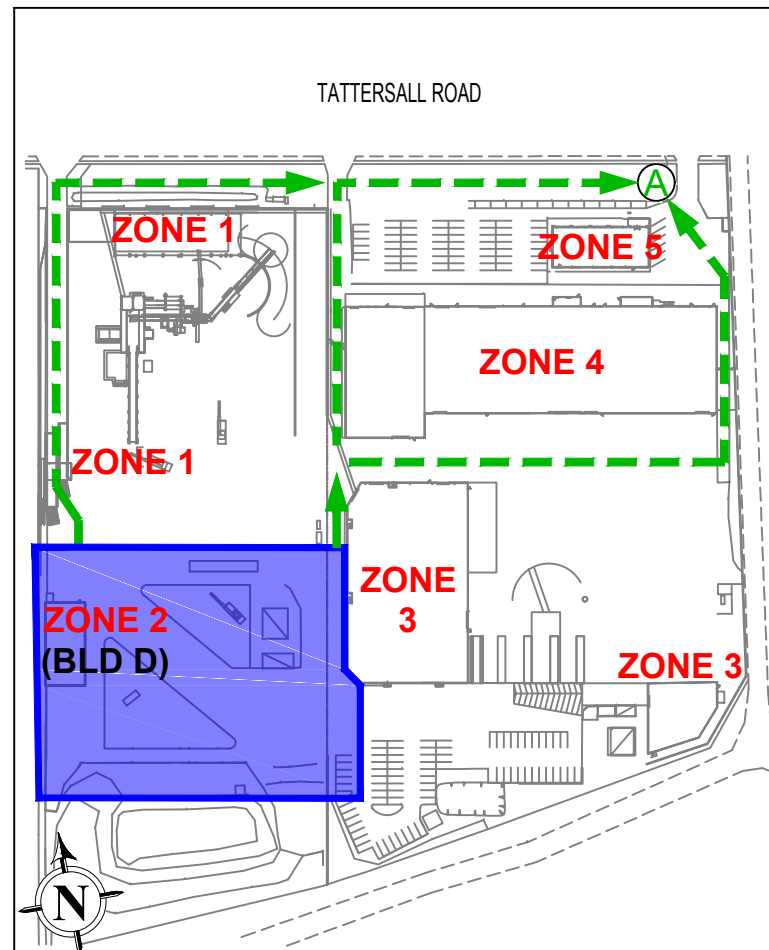 TATTERSALL ROAD
A
ZONE 1
ZONE 5
ZONE 4
ZONE 1
ZONE
3
ZONE 2
(BLD D)
ZONE 3
N